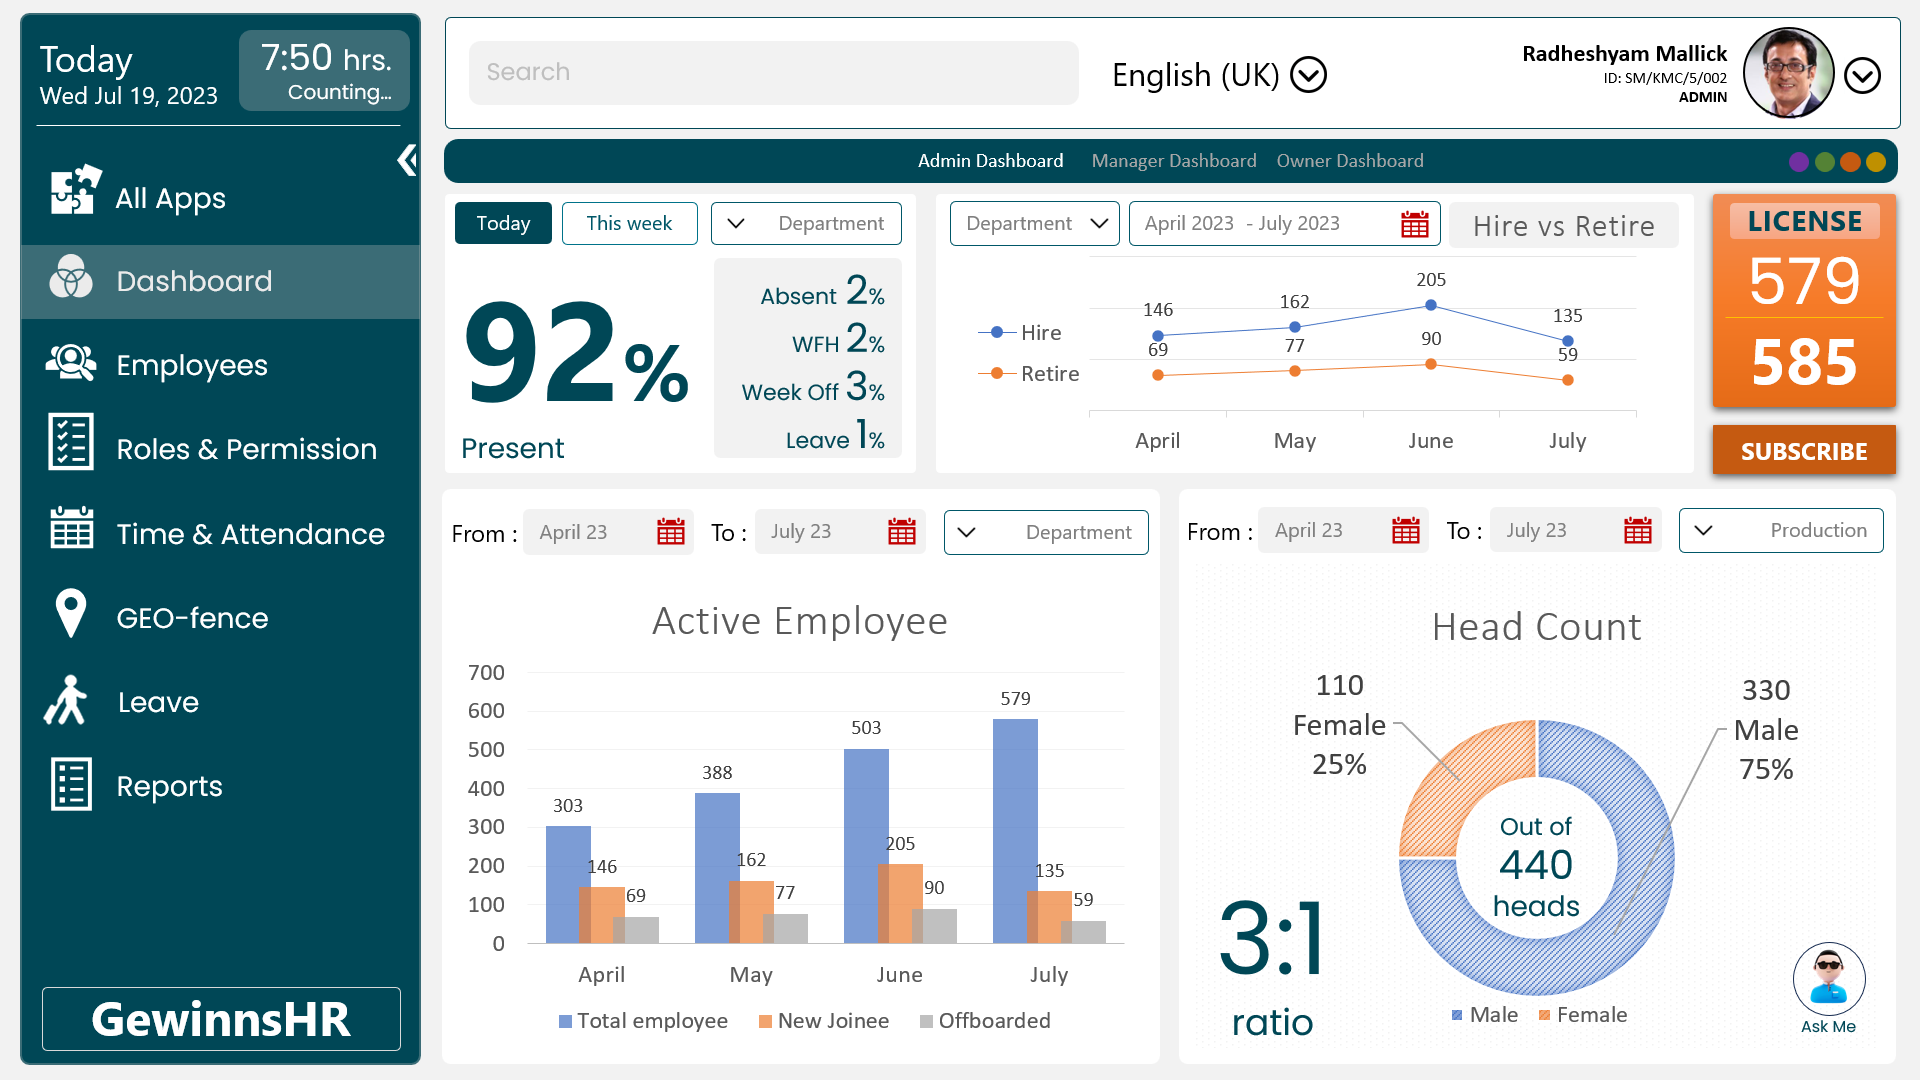 Today
Wed Jul 19, 2023
7:50 hrs.
Counting...
All Apps
Dashboard
Employees
Roles & Permission
Time & Attendance
GEO-fence
Leave
Reports
GewinnsHR
Search
English (UK)
Radheshyam Mallick
ID: SM/KMC/5/002
ADMIN
Admin Dashboard Manager Dashboard Owner Dashboard
Today This week Department
92%
Present
Absent 2%
WFH 2%
Week Off 3%
Leave 1%
Department April 2023 - July 2023 Hire vs Retire
205
146 162 135
Hire
69 77 90 59
Retire
April May June July
LICENSE
579
585
SUBSCRIBE
From : April 23 To : July 23 Department
Active Employee
700
600
500
400
300
200
100
0
303 388 503 579
146 162 205 135
69 77 90 59
April May June July
Total employee New Joinee Offboarded
From : April 23 To : July 23 Production
Head Count
110
Female
25%
330
Male
75%
Out of
440
heads
3:1
ratio
Male Female
Ask Me